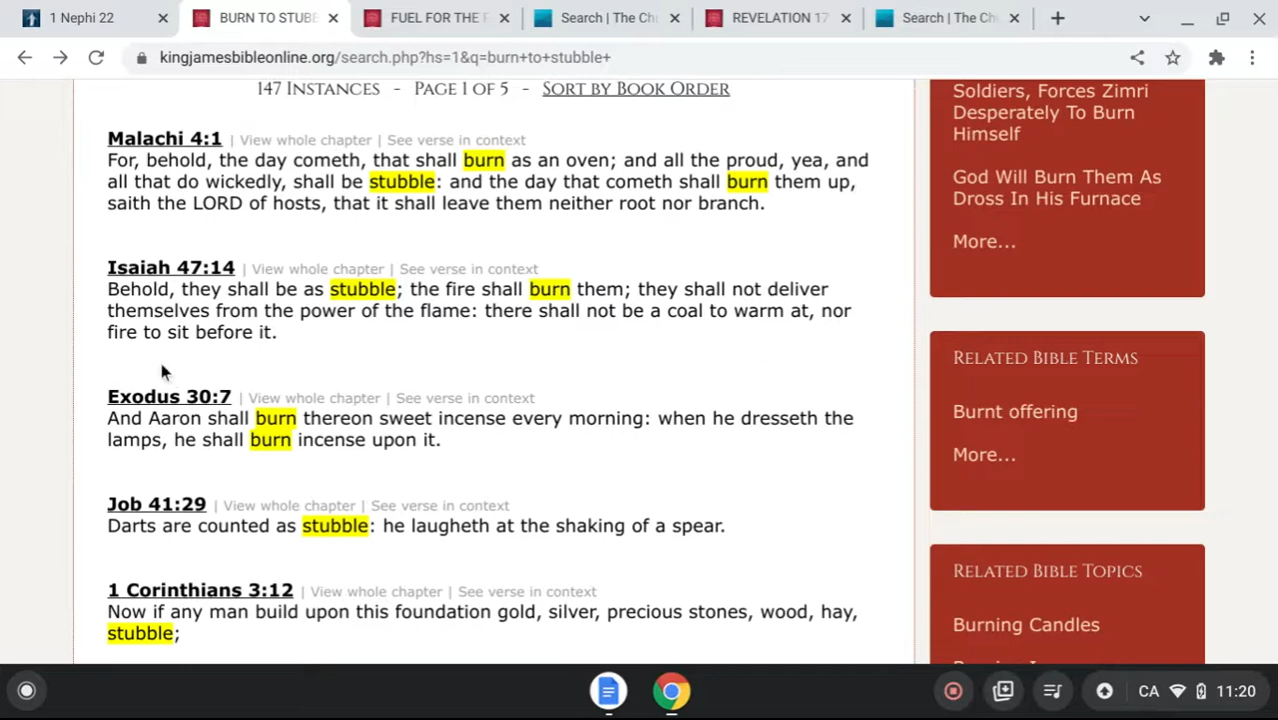 1 Nephi 22
BURN TO STUBB
FUEL FOR THE F
Search | The Ch
REVELATION 17
Search | The Ch
kingjamesbibleonline.org/search.php?hs=1&q=burn+to+stubble+
147 Instances - Page 1 of 5 - Sort by Book Order
Malachi 4:1 | View whole chapter | See verse in context
For, behold, the day cometh, that shall burn as an oven; and all the proud, yea, and
all that do wickedly, shall be stubble: and the day that cometh shall burn them up,
saith the LORD of hosts, that it shall leave them neither root nor branch.
Isaiah 47:14 | View whole chapter | See verse in context
Behold, they shall be as stubble; the fire shall burn them; they shall not deliver
themselves from the power of the flame: there shall not be a coal to warm at, nor
fire to sit before it.
Exodus 30:7 | View whole chapter | See verse in context
And Aaron shall burn thereon sweet incense every morning: when he dresseth the
lamps, he shall burn incense upon it.
Job 41:29 | View whole chapter | See verse in context
Darts are counted as stubble: he laugheth at the shaking of a spear.
1 Corinthians 3:12 | View whole chapter | See verse in context
Now if any man build upon this foundation gold, silver, precious stones, wood, hay,
stubble;
Soldiers, Forces Zimri
Desperately To Burn
Himself
God Will Burn Them As
Dross In His Furnace
More...
Related Bible Terms
Burnt offering
More...
Related Bible Topics
Burning Candles
CA 11:20